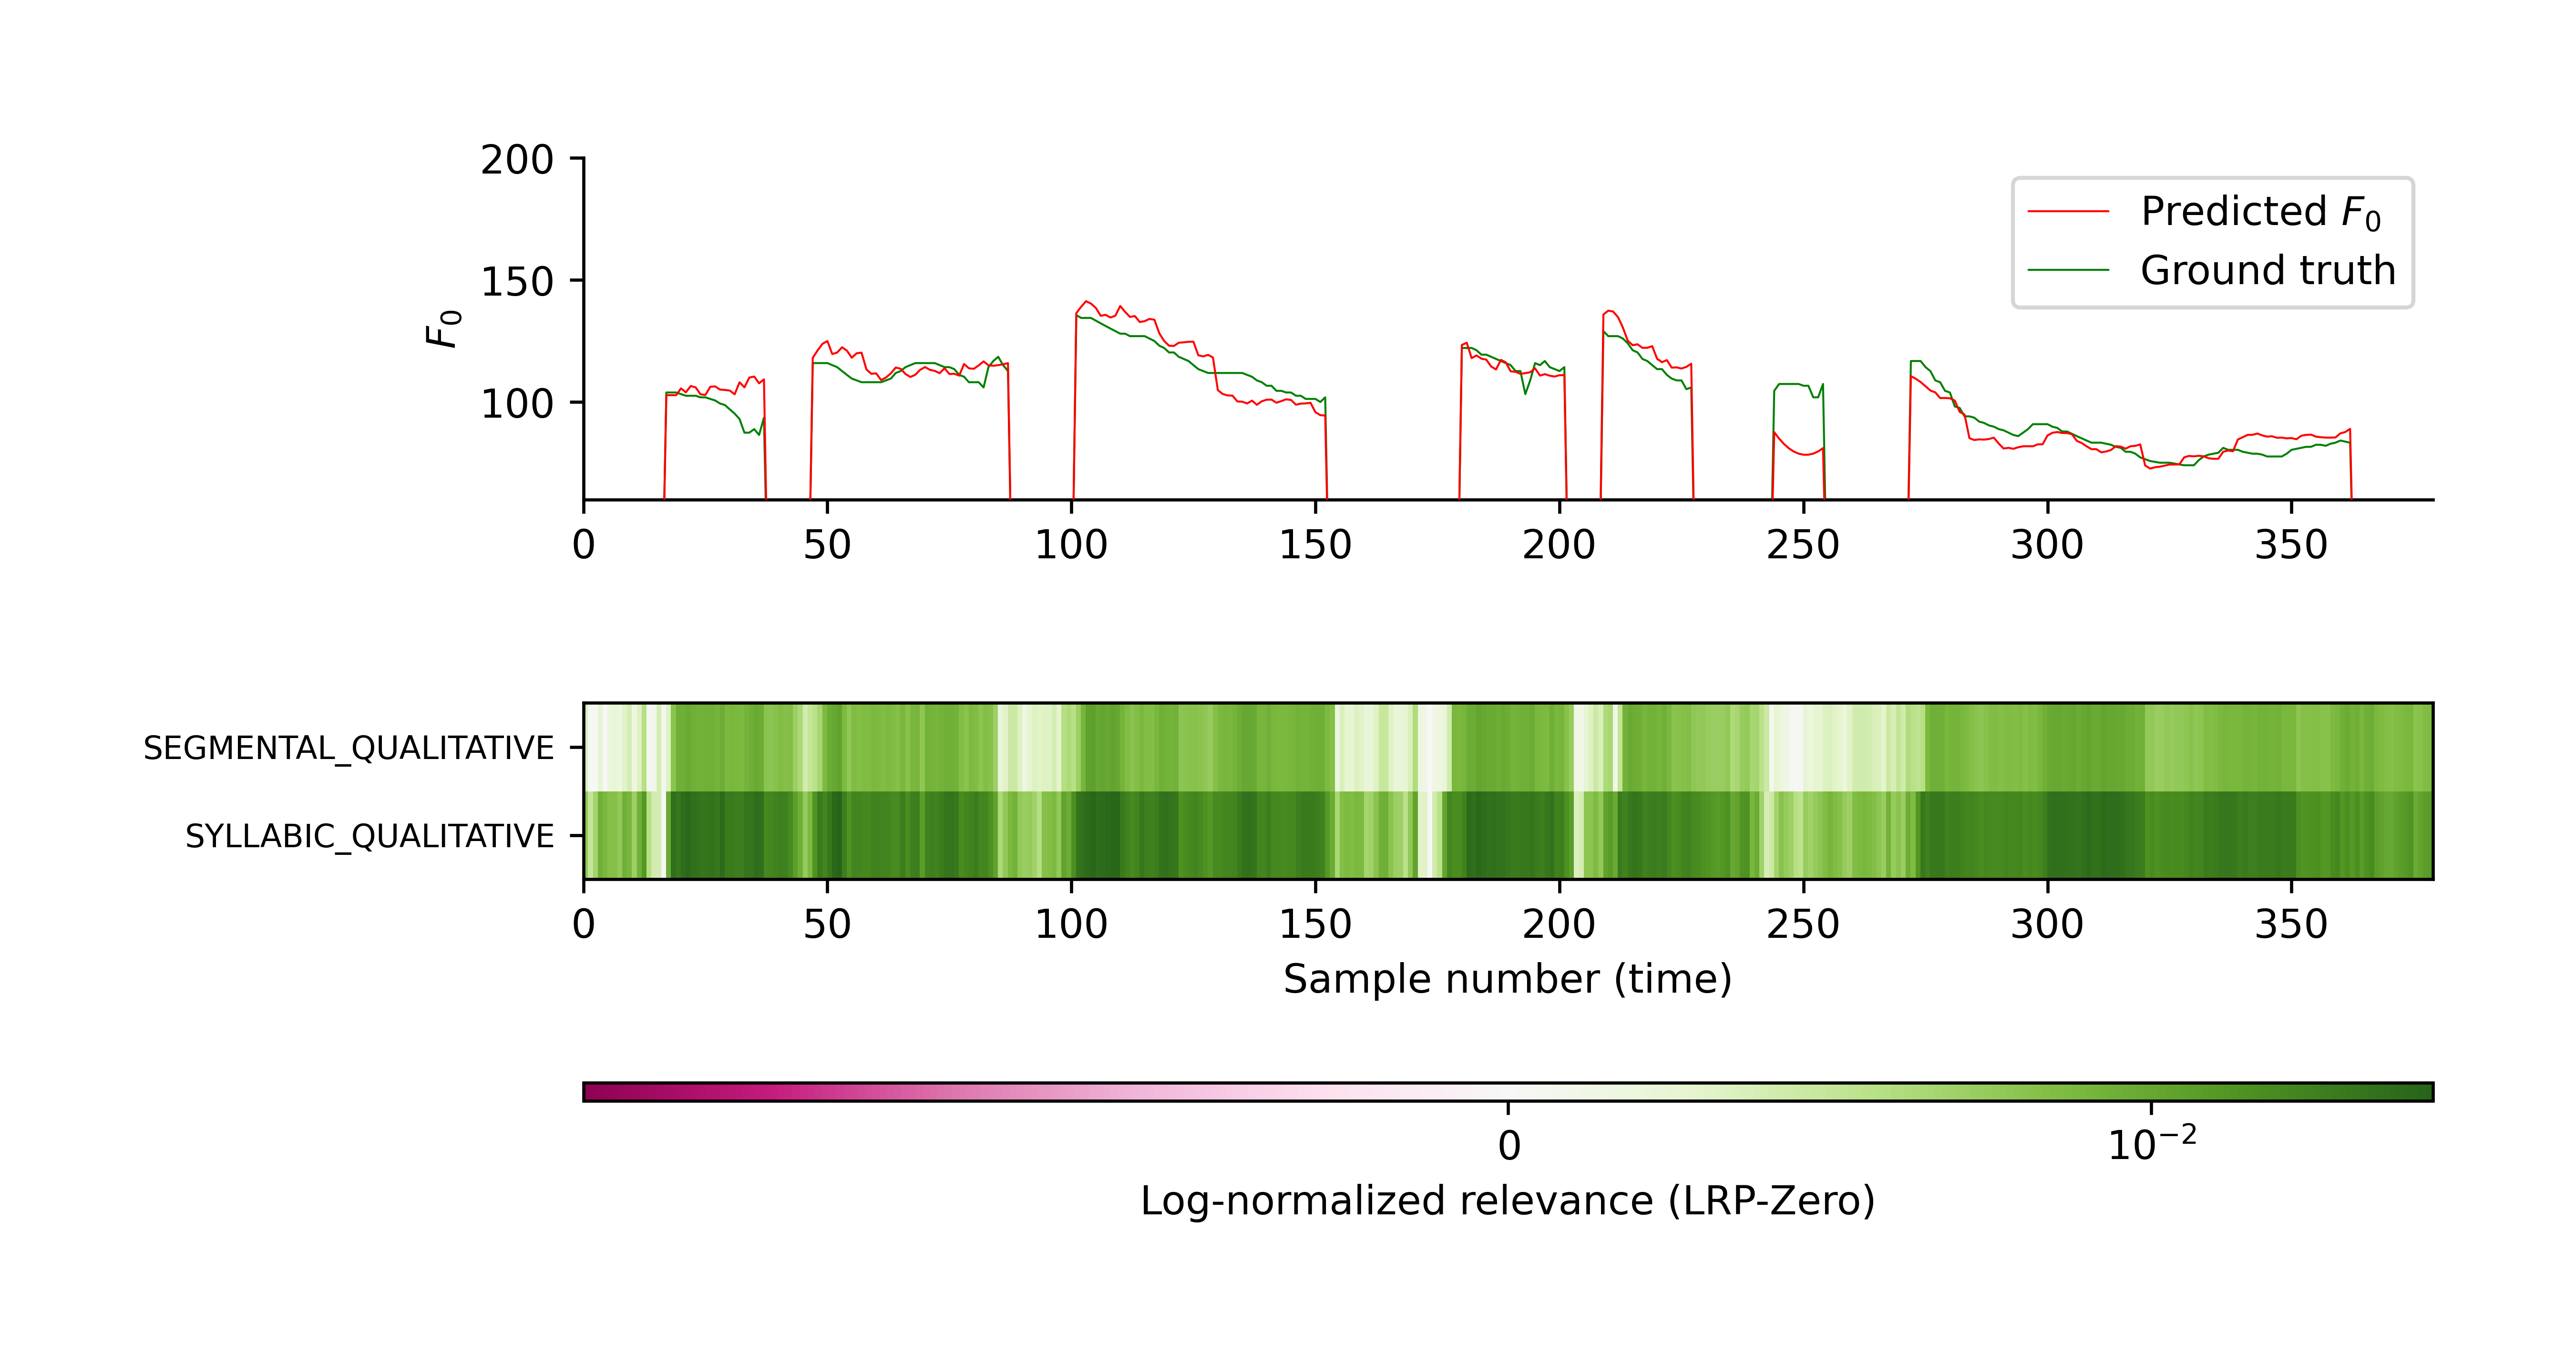 200
150
100
F₀
Predicted F₀
Ground truth
0 50 100 150 200 250 300 350
SEGMENTAL_QUALITATIVE
SYLLABIC_QUALITATIVE
0 50 100 150 200 250 300 350
Sample number (time)
0 10⁻²
Log-normalized relevance (LRP-Zero)